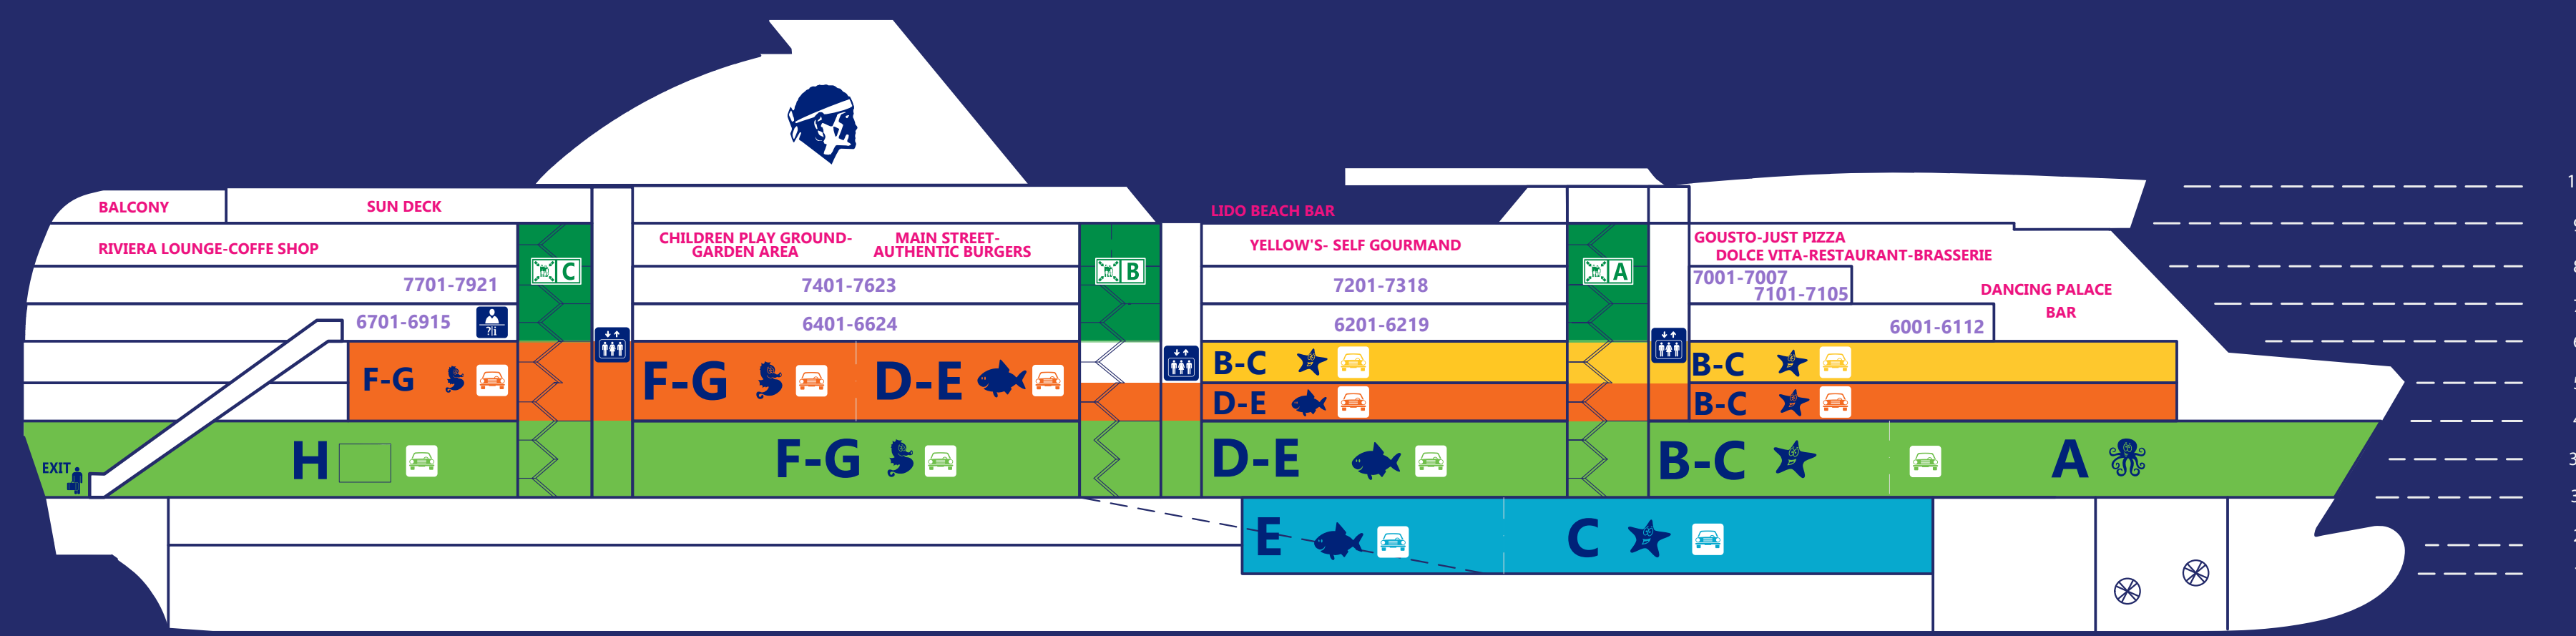 BALCONY
SUN DECK
LIDO BEACH BAR
RIVIERA LOUNGE-COFFE SHOP
CHILDREN PLAY GROUND-
GARDEN AREA
MAIN STREET-
AUTHENTIC BURGERS
YELLOW'S- SELF GOURMAND
GOUSTO-JUST PIZZA
DOLCE VITA-RESTAURANT-BRASSERIE
C
B
A
7701-7921
7401-7623
7201-7318
7001-7007
7101-7105
DANCING PALACE
BAR
6701-6915
?|i
6401-6624
6201-6219
6001-6112
F-G
F-G
D-E
B-C
B-C
D-E
B-C
EXIT
H
F-G
D-E
B-C
A
E
C